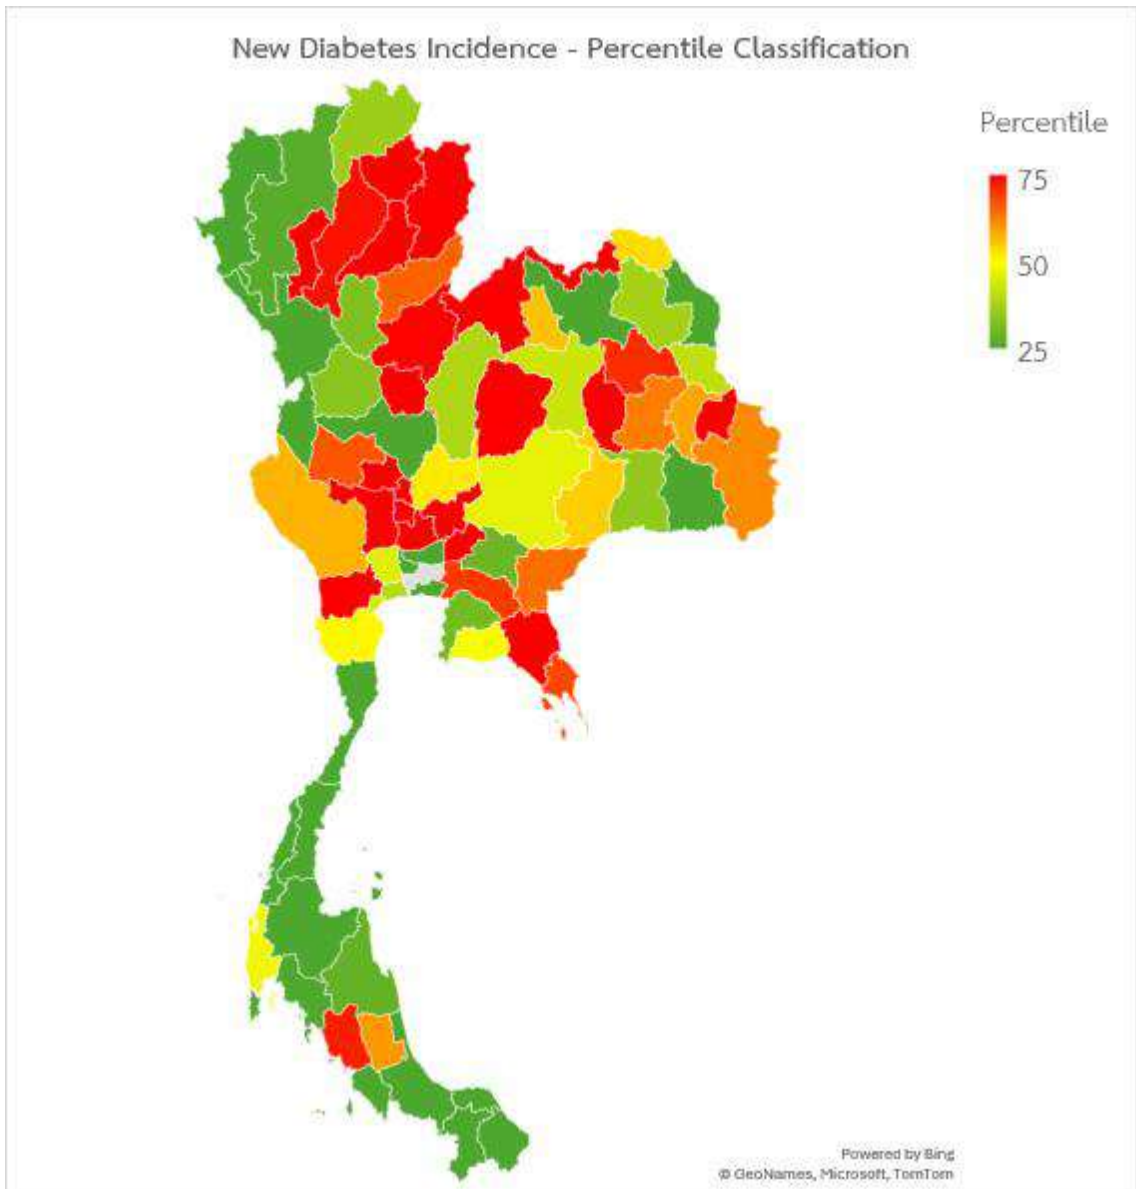 New Diabetes Incidence - Percentile Classification
Percentile
75
50
25
Powered by Bing
© GeoNames, Microsoft, TomTom